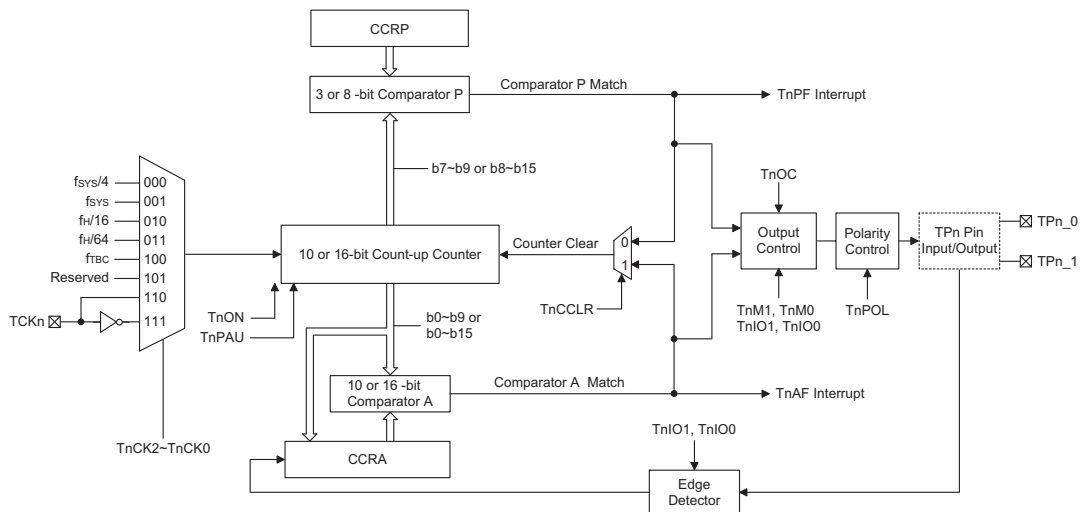 CCRP
3 or 8 -bit Comparator P
Comparator P Match
TnPF Interrupt
b7~b9 or b8~b15
fSYS/4
000
fSYS
001
fH/16
010
fH/64
011
fTBC
100
Reserved
101
110
TCKn
111
TnCK2~TnCK0
10 or 16-bit Count-up Counter
TnON
TnPAU
Counter Clear
0
1
TnCCLR
b0~b9 or
b0~b15
10 or 16 -bit
Comparator A
Comparator A Match
TnAF Interrupt
CCRA
TnOC
Output
Control
TnM1, TnM0
TnIO1, TnIO0
Polarity
Control
TnPOL
TPn Pin
Input/Output
TPn_0
TPn_1
TnIO1, TnIO0
Edge
Detector